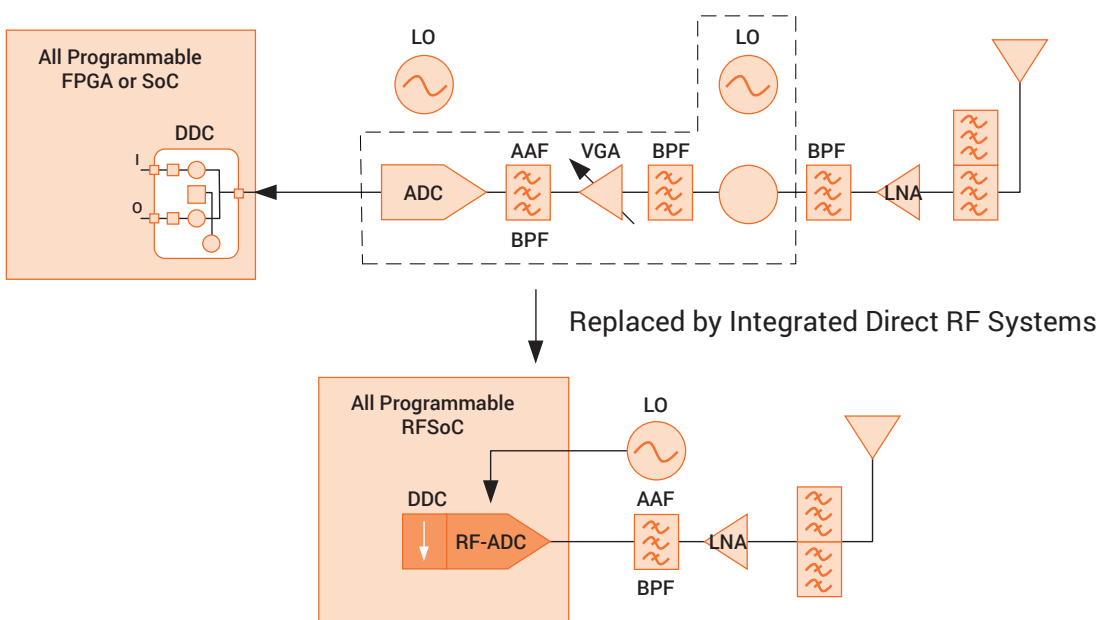 All Programmable
FPGA or SoC
DDC
I
O
LO
LO
ADC
AAF
BPF
VGA
BPF
BPF
LNA
Replaced by Integrated Direct RF Systems
All Programmable
RFSoC
LO
DDC
RF-ADC
AAF
BPF
LNA